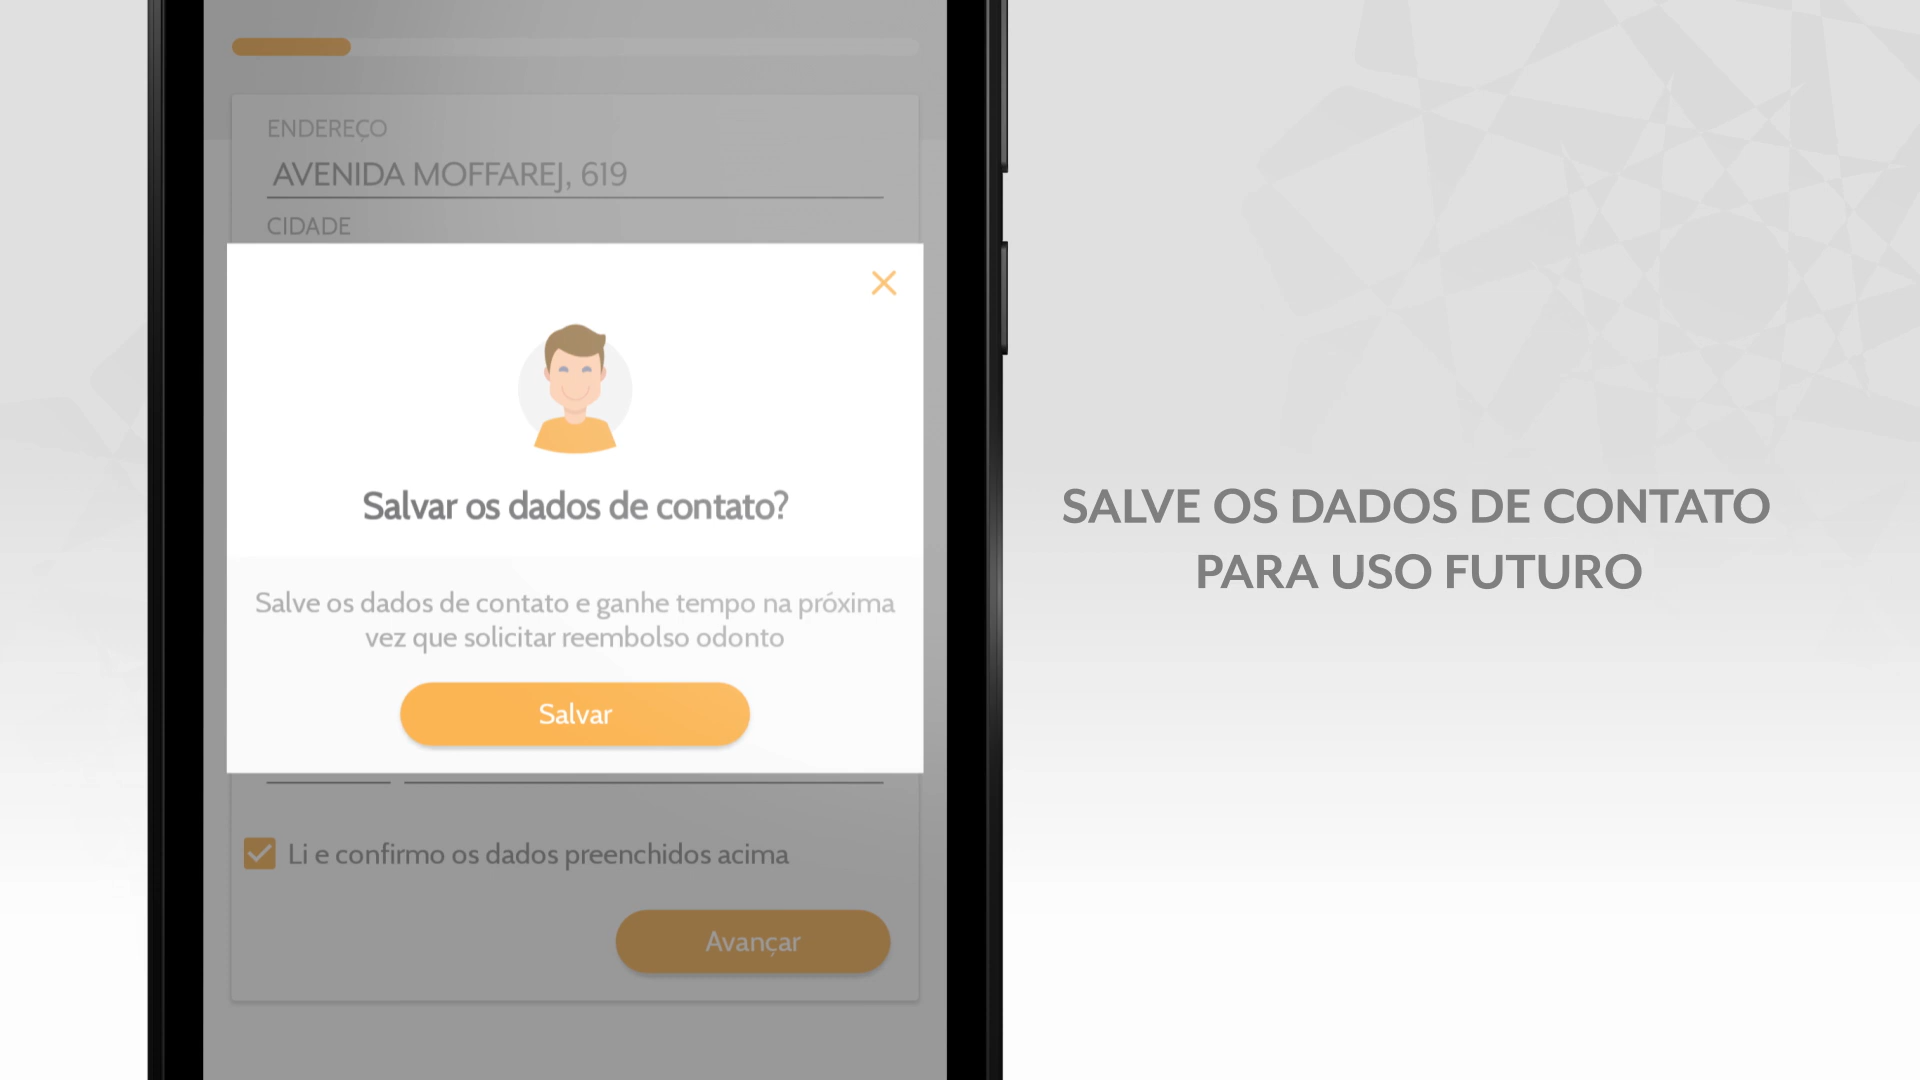 ENDEREÇO
AVENIDA MOFFAREJ, 619
CIDADE
Salvar os dados de contato?
Salve os dados de contato e ganhe tempo na próxima
vez que solicitar reembolso odonto
Salvar
Li e confirmo os dados preenchidos acima
Avançar
SALVE OS DADOS DE CONTATO
PARA USO FUTURO